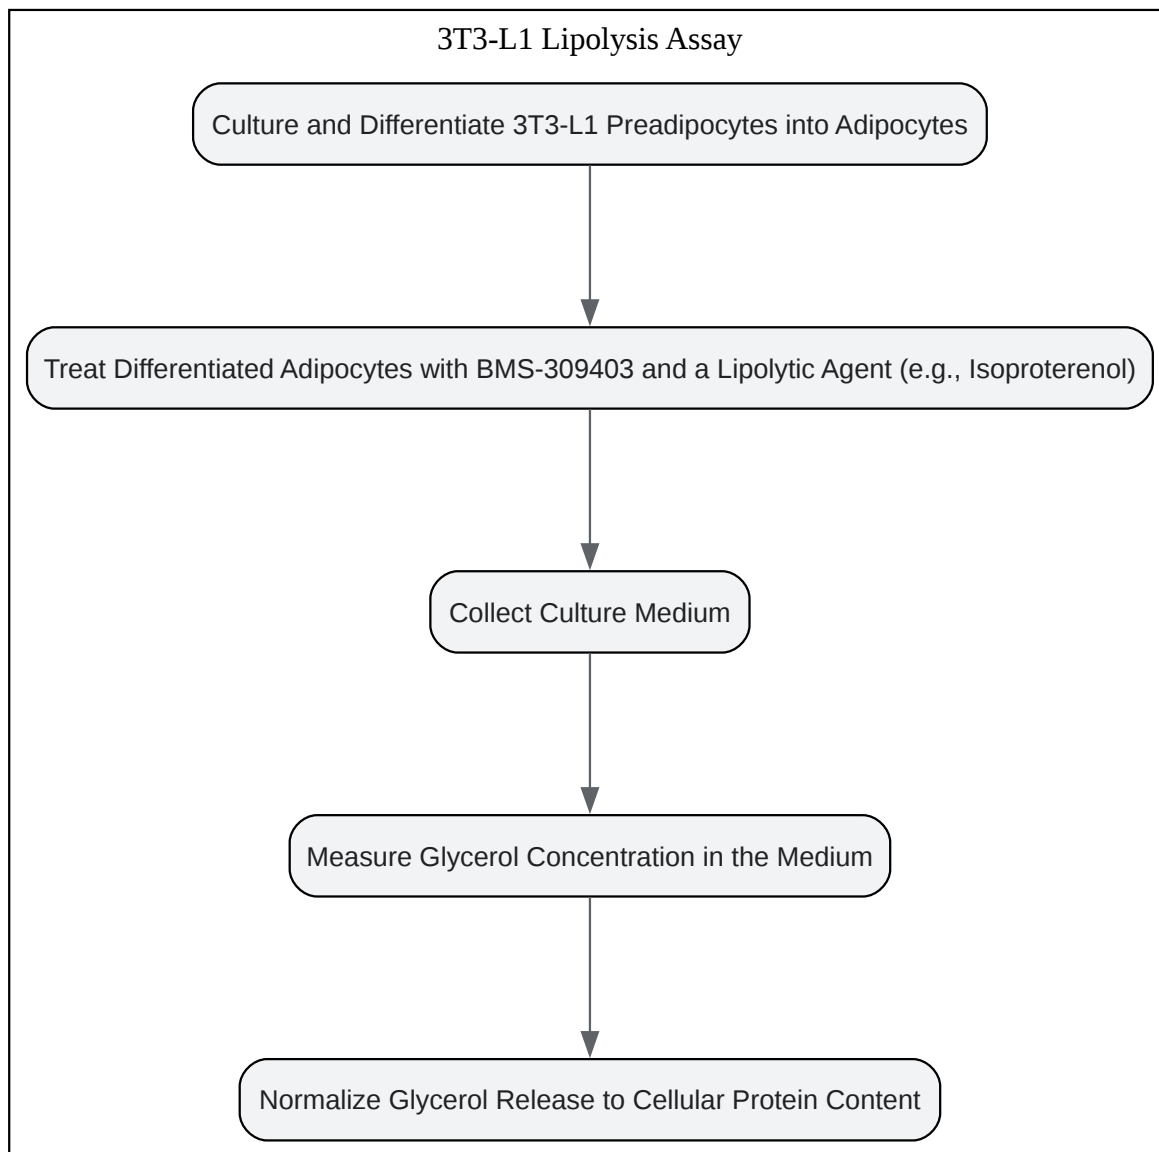 3T3-L1 Lipolysis Assay
Culture and Differentiate 3T3-L1 Preadipocytes into Adipocytes
Treat Differentiated Adipocytes with BMS-309403 and a Lipolytic Agent (e.g., Isoproterenol)
Collect Culture Medium
Measure Glycerol Concentration in the Medium
Normalize Glycerol Release to Cellular Protein Content